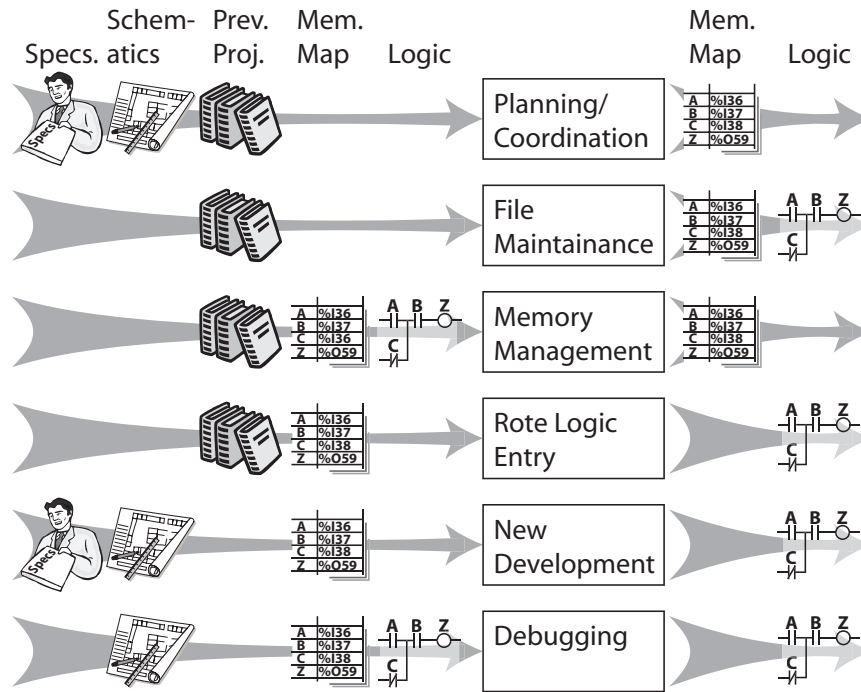 Schem- Prev. Mem. Mem.
Specs. atics Proj. Map Logic Map Logic
Specs
Planning/
Coordination
A %I36
B %I37
C %I38
Z %O59
File
Maintainance
A %I36
B %I37
C %I38
Z %O59
A B Z
C
A %I36
B %I37
C %I36
Z %O59
A B Z
C
Memory
Management
A %I36
B %I37
C %I38
Z %O59
A %I36
B %I37
C %I38
Z %O59
Rote Logic
Entry
A B Z
C
Specs
A %I36
B %I37
C %I38
Z %O59
New
Development
A B Z
C
A %I36
B %I37
C %I38
Z %O59
A B Z
C
Debugging
A B Z
C